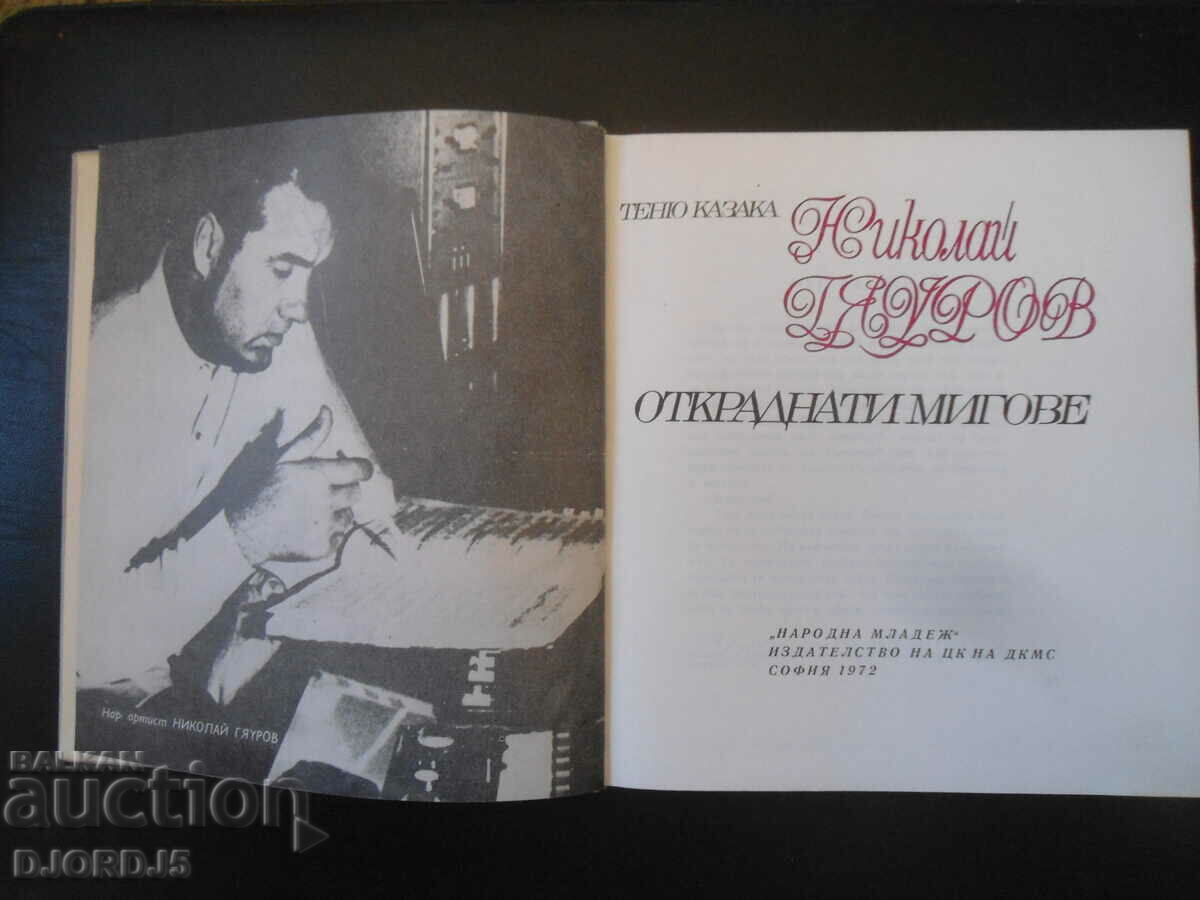 Нар. артист НИКОЛАЙ ГЯУРОВ
ТЕНЮ КАЗАКА
Николай
ГЯУРОВ
ОТКРАДНАТИ МИГОВЕ
„НАРОДНА МЛАДЕЖ“
ИЗДАТЕЛСТВО НА ЦК НА ДКМС
СОФИЯ 1972
BALKAN
auction
DJORDJ5